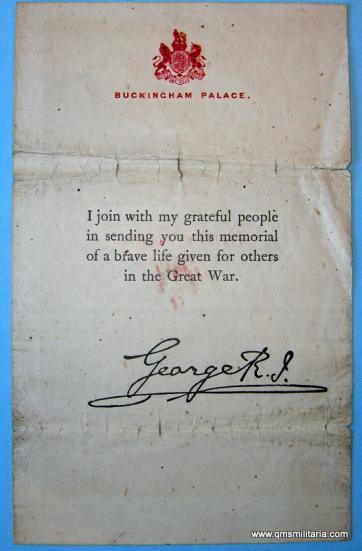 BUCKINGHAM PALACE.
I join with my grateful people
in sending you this memorial
of a brave life given for others
in the Great War.
George R.I.
www.qmsmilitaria.com